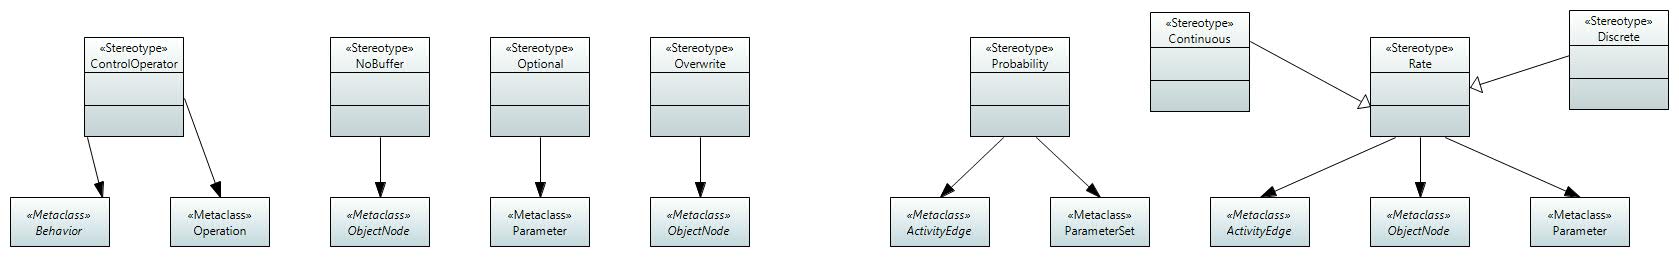 «Stereotype»
ControlOperator
«Stereotype»
NoBuffer
«Stereotype»
Optional
«Stereotype»
Overwrite
«Stereotype»
Probability
«Stereotype»
Continuous
«Stereotype»
Rate
«Stereotype»
Discrete
«Metaclass»
Behavior
«Metaclass»
Operation
«Metaclass»
ObjectNode
«Metaclass»
Parameter
«Metaclass»
ObjectNode
«Metaclass»
ActivityEdge
«Metaclass»
ParameterSet
«Metaclass»
ActivityEdge
«Metaclass»
ObjectNode
«Metaclass»
Parameter